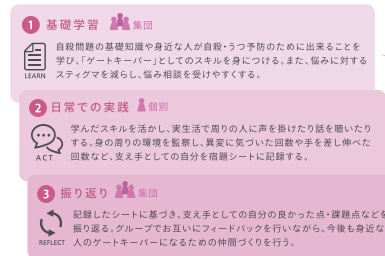 1 基礎学習 集団
自殺問題の基礎知識や身近な人が自殺・うつ予防のために出来ることを
学び、「ゲートキーパー」としてのスキルを身につける。また、悩みに対する
スティグマを減らし、悩み相談を受けやすくする。
LEARN
2 日常での実践 個別
学んだスキルを活かし、実生活で周りの人に声を掛けたり話を聴いたり
する。身の周りの環境を監察し、異変に気づいた回数や手を差し伸べた
回数など、支え手としての自分を宿題シートに記録する。
ACT
3 振り返り 集団
記録したシートに基づき、支え手としての自分の良かった点・課題点などを
振り返る。グループでお互いにフィードバックを行いながら、今後も身近な
人のゲートキーパーになるための仲間づくりを行う。
REFLECT